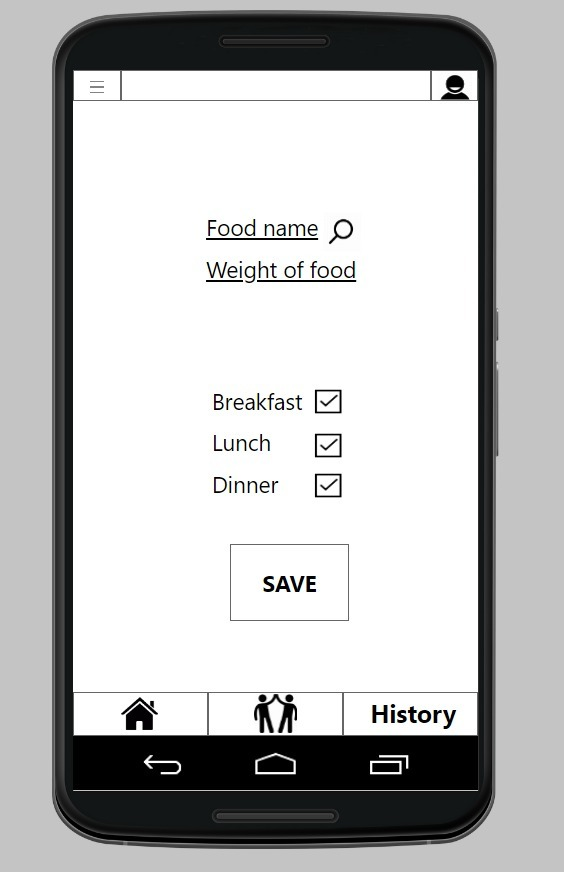 Food name
Weight of food
Breakfast
Lunch
Dinner
SAVE
History